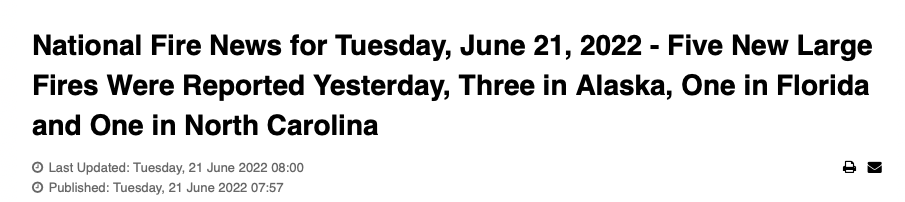 National Fire News for Tuesday, June 21, 2022 - Five New Large
Fires Were Reported Yesterday, Three in Alaska, One in Florida
and One in North Carolina
Last Updated: Tuesday, 21 June 2022 08:00
Published: Tuesday, 21 June 2022 07:57